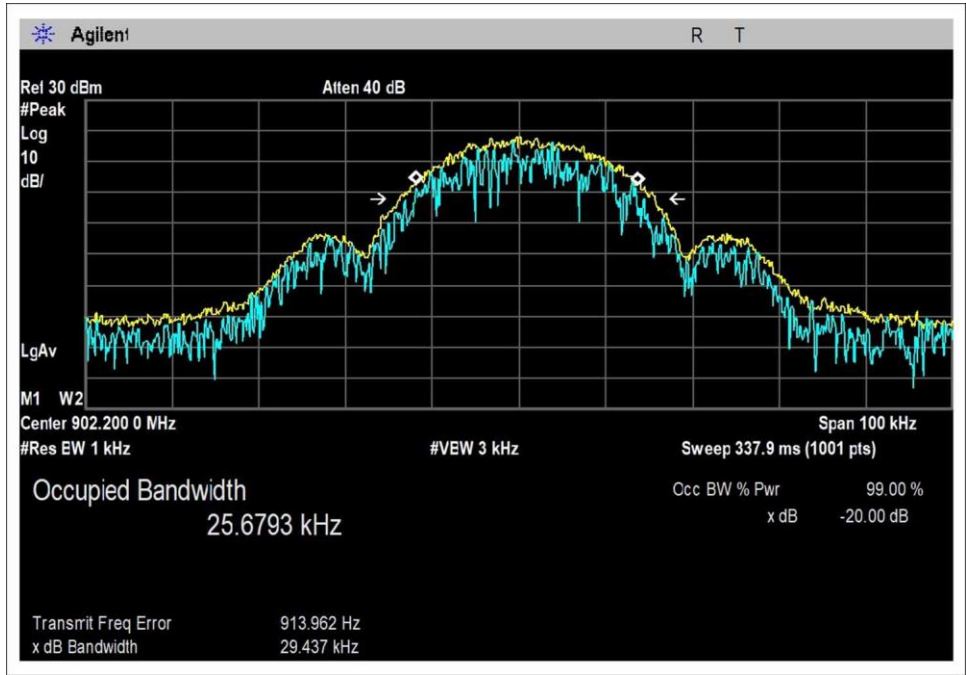 Agilent
R T
Ref 30 dBm Atten 40 dB
#Peak
Log
10
dB/
LgAv
M1 W2
Center 902.200 0 MHz Span 100 kHz
#Res BW 1 kHz #VBW 3 kHz Sweep 337.9 ms (1001 pts)
Occupied Bandwidth
25.6793 kHz
Occ BW % Pwr 99.00 %
x dB -20.00 dB
Transmit Freq Error 913.962 Hz
x dB Bandwidth 29.437 kHz